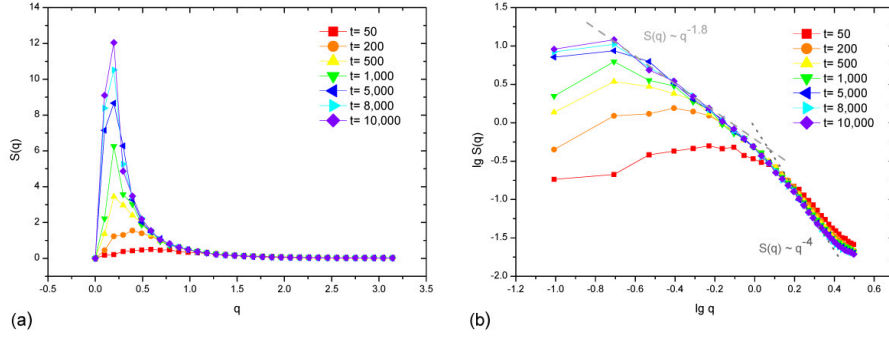 14
12
10
8
6
4
2
0
S(q)
t= 50
t= 200
t= 500
t= 1,000
t= 5,000
t= 8,000
t= 10,000
0.0 0.5 1.0 1.5 2.0 2.5 3.0 3.5
q
(a)
1.5
1.0
0.5
0.0
-0.5
-1.0
-1.5
-2.0
lg S(q)
S(q) ~ q-1.8
t= 50
t= 200
t= 500
t= 1,000
t= 5,000
t= 8,000
t= 10,000
S(q) ~ q-4
-1.2 -1.0 -0.8 -0.6 -0.4 -0.2 0.0 0.2 0.4 0.6
lg q
(b)